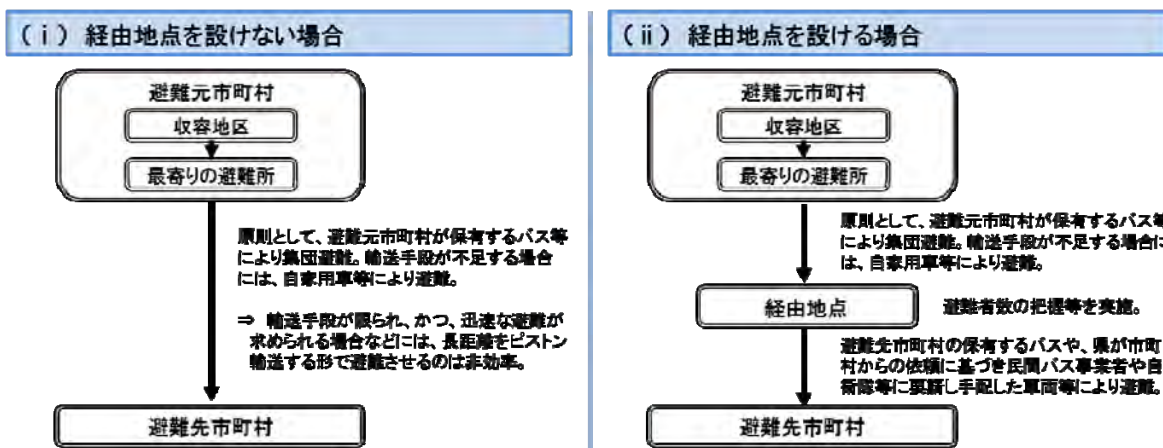 （ⅰ） 経由地点を設けない場合
避難元市町村
収容地区
最寄りの避難所
原則として、避難元市町村が保有するバス等
により集団避難。輸送手段が不足する場合
には、自家用車等により避難。
⇒ 輸送手段が限られ、かつ、迅速な避難が
求められる場合などには、長距離をピストン
輸送する形で避難させるのは非効率。
避難先市町村
（ⅱ） 経由地点を設ける場合
避難元市町村
収容地区
最寄りの避難所
原則として、避難元市町村が保有するバス等
により集団避難。輸送手段が不足する場合に
は、自家用車等により避難。
経由地点
避難者数の把握等を実施。
避難先市町村の保有するバスや、県が市町
村からの依頼に基づき民間バス事業者や自
衛隊等に要請し手配した車両等により避難。
避難先市町村